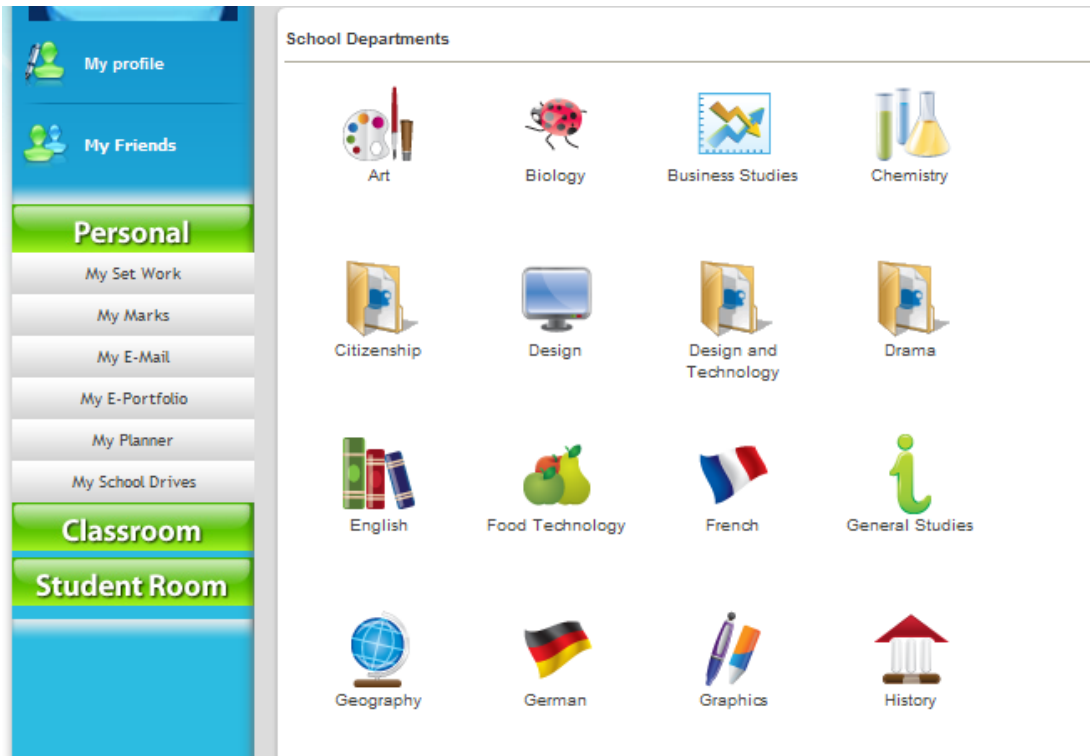 My profile
My Friends
Personal
My Set Work
My Marks
My E-Mail
My E-Portfolio
My Planner
My School Drives
Classroom
Student Room
School Departments
Art
Biology
Business Studies
Chemistry
Citizenship
Design
Design and
Technology
Drama
English
Food Technology
French
General Studies
Geography
German
Graphics
History